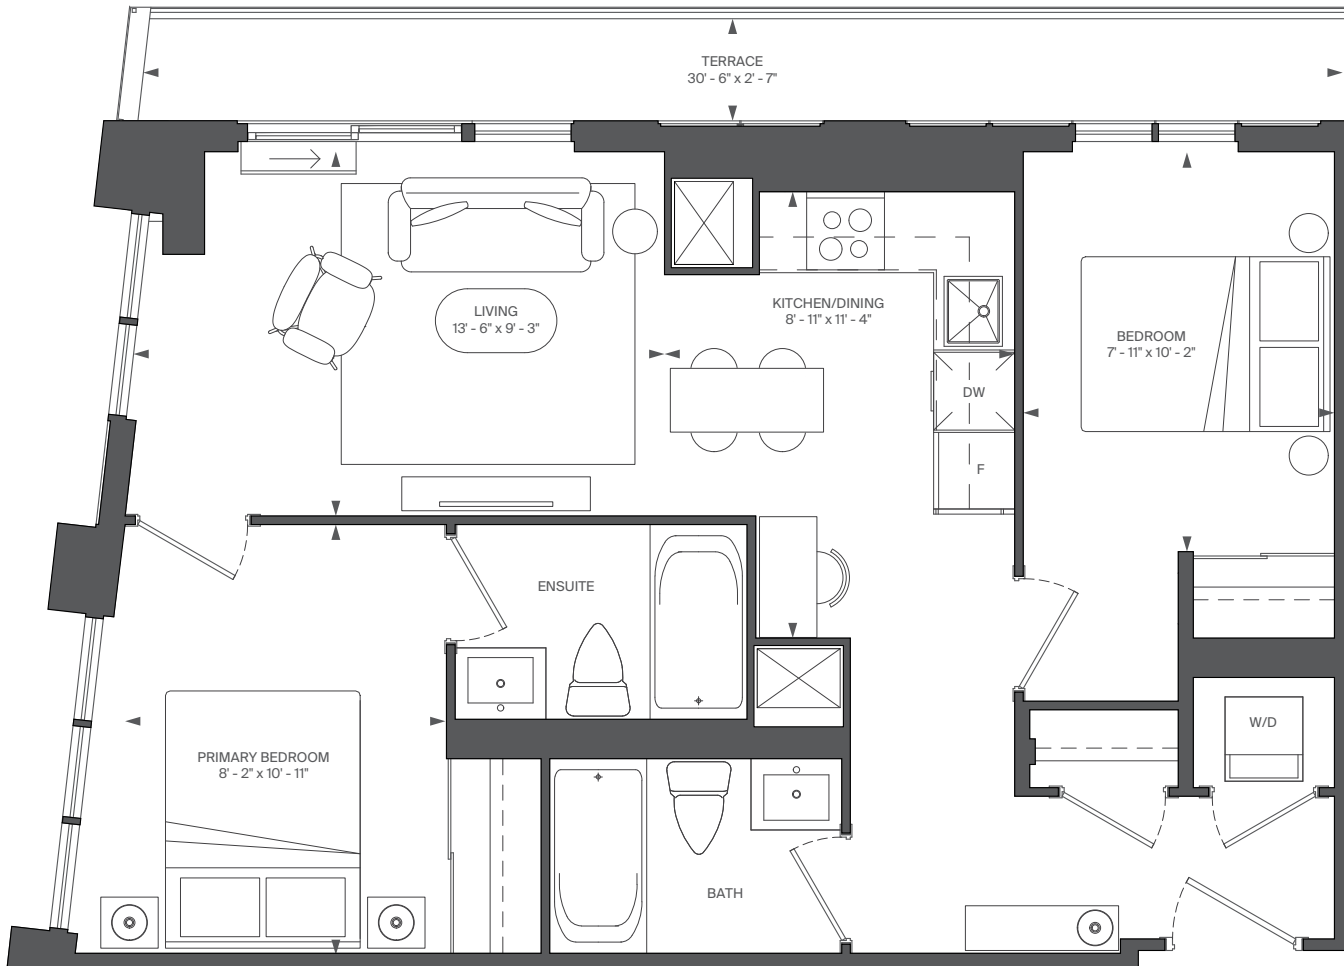 TERRACE
30' - 6" x 2' - 7"
LIVING
13' - 6" x 9' - 3"
KITCHEN/DINING
8' - 11" x 11' - 4"
BEDROOM
7' - 11" x 10' - 2"
DW
F
ENSUITE
W/D
PRIMARY BEDROOM
8' - 2" x 10' - 11"
BATH